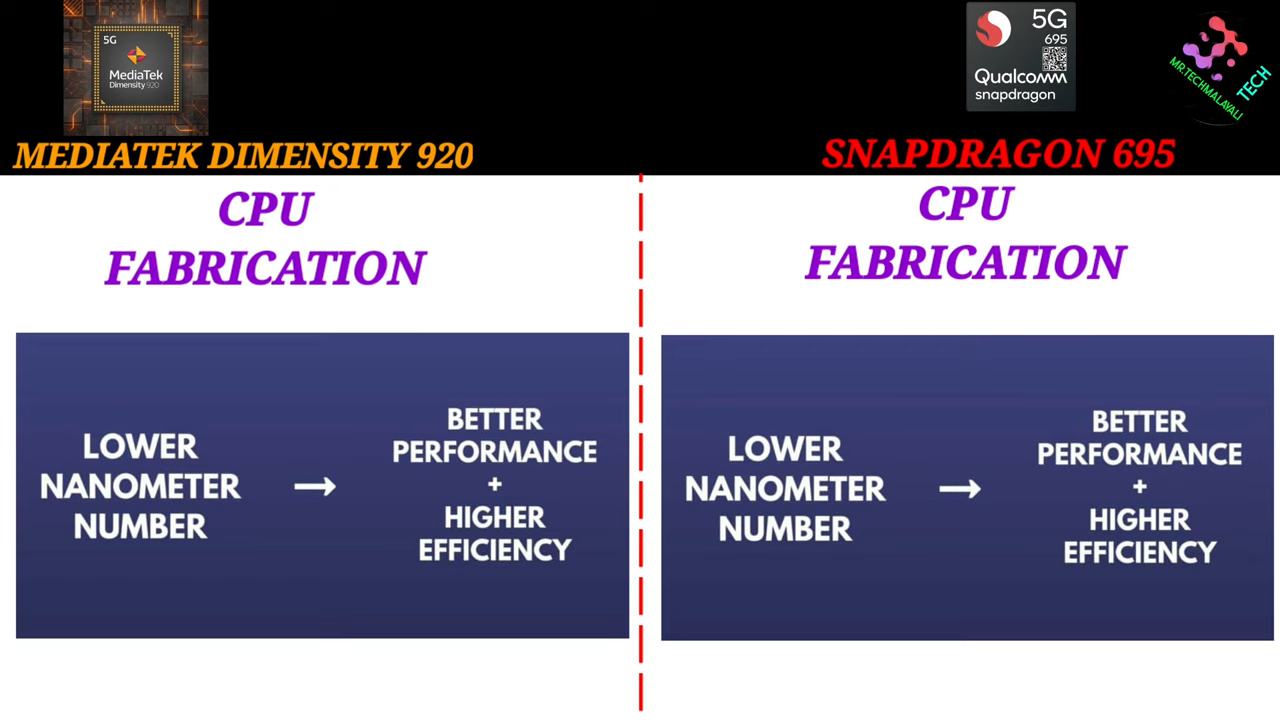 5G
MediaTek
Dimensity 920
5G
695
Qualcomm
snapdragon
MR.TECHMALAYALI
TECH
MEDIATEK DIMENSITY 920
SNAPDRAGON 695
CPU
FABRICATION
CPU
FABRICATION
LOWER
NANOMETER
NUMBER
→
BETTER
PERFORMANCE
+
HIGHER
EFFICIENCY
LOWER
NANOMETER
NUMBER
→
BETTER
PERFORMANCE
+
HIGHER
EFFICIENCY